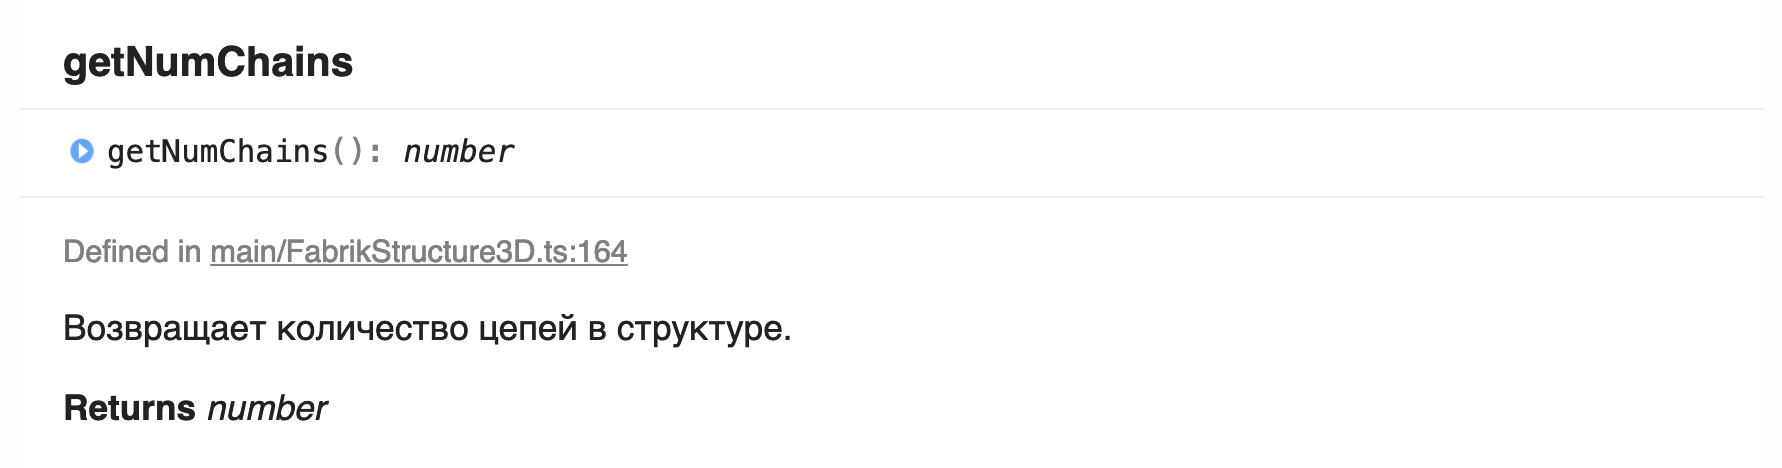 getNumChains
getNumChains(): number
Defined in main/FabrikStructure3D.ts:164
Возвращает количество цепей в структуре.
Returns number